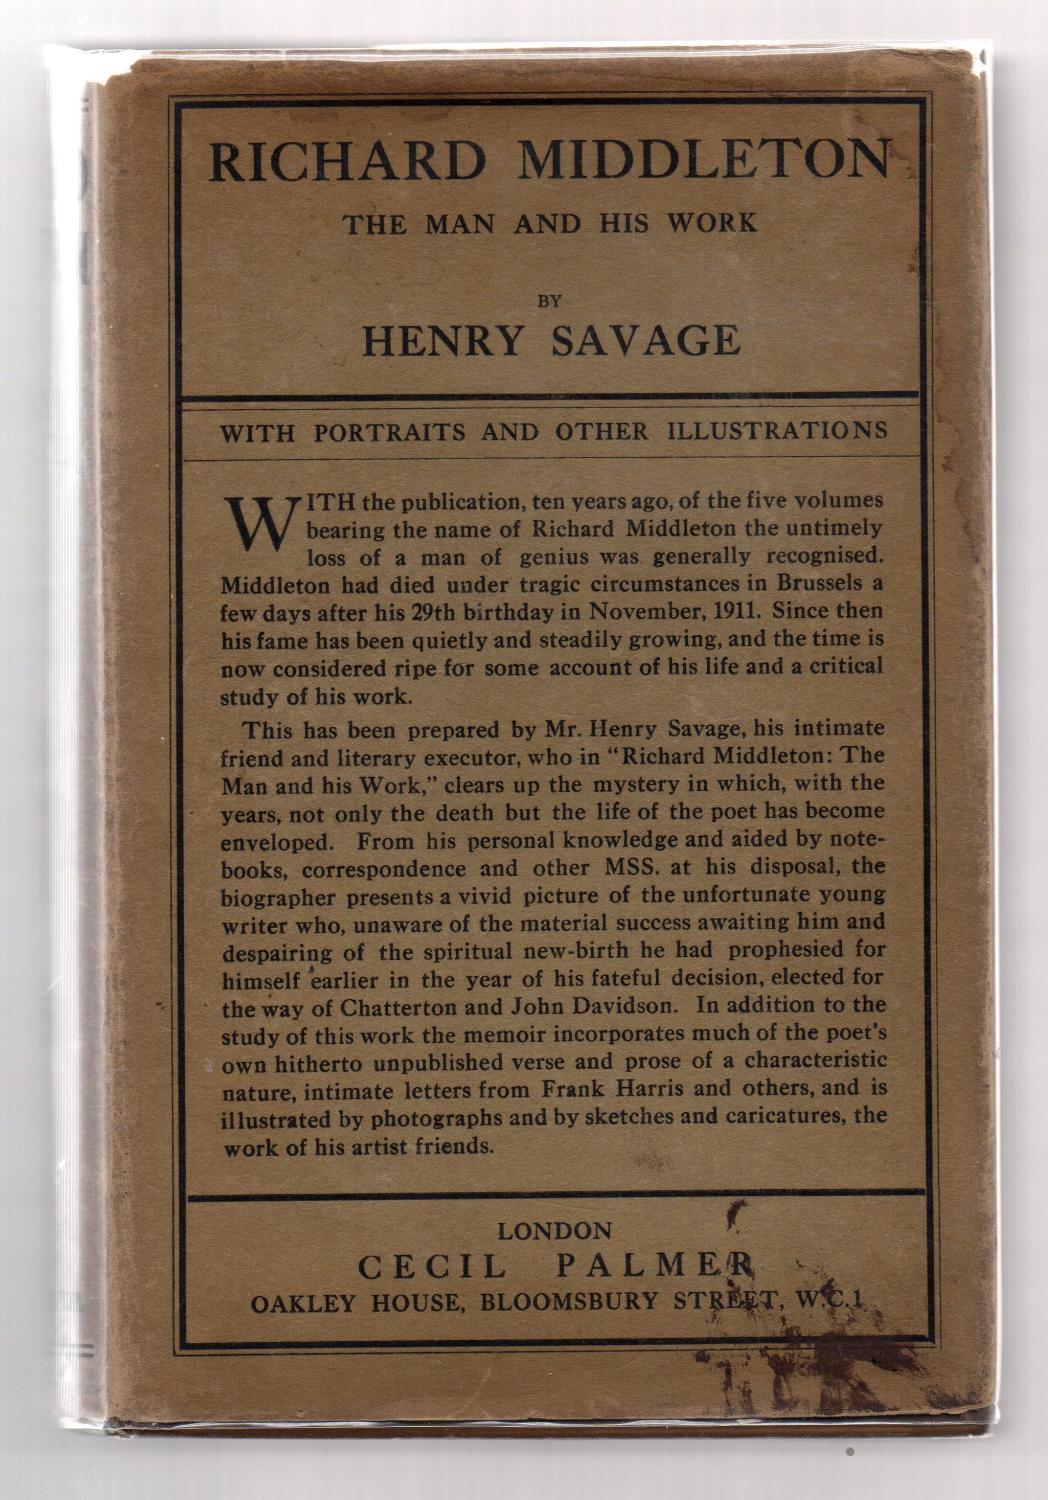 RICHARD MIDDLETON
THE MAN AND HIS WORK
BY
HENRY SAVAGE
WITH PORTRAITS AND OTHER ILLUSTRATIONS
WITH the publication, ten years ago, of the five volumes
bearing the name of Richard Middleton the untimely
loss of a man of genius was generally recognised.
Middleton had died under tragic circumstances in Brussels a
few days after his 29th birthday in November, 1911. Since then
his fame has been quietly and steadily growing, and the time is
now considered ripe for some account of his life and a critical
study of his work.
This has been prepared by Mr. Henry Savage, his intimate
friend and literary executor, who in “Richard Middleton: The
Man and his Work,” clears up the mystery in which, with the
years, not only the death but the life of the poet has become
enveloped. From his personal knowledge and aided by note-
books, correspondence and other MSS. at his disposal, the
biographer presents a vivid picture of the unfortunate young
writer who, unaware of the material success awaiting him and
despairing of the spiritual new-birth he had prophesied for
himself earlier in the year of his fateful decision, elected for
the way of Chatterton and John Davidson. In addition to the
study of this work the memoir incorporates much of the poet's
own hitherto unpublished verse and prose of a characteristic
nature, intimate letters from Frank Harris and others, and is
illustrated by photographs and by sketches and caricatures, the
work of his artist friends.
LONDON
CECIL PALMER
OAKLEY HOUSE, BLOOMSBURY STREET, W.C.1